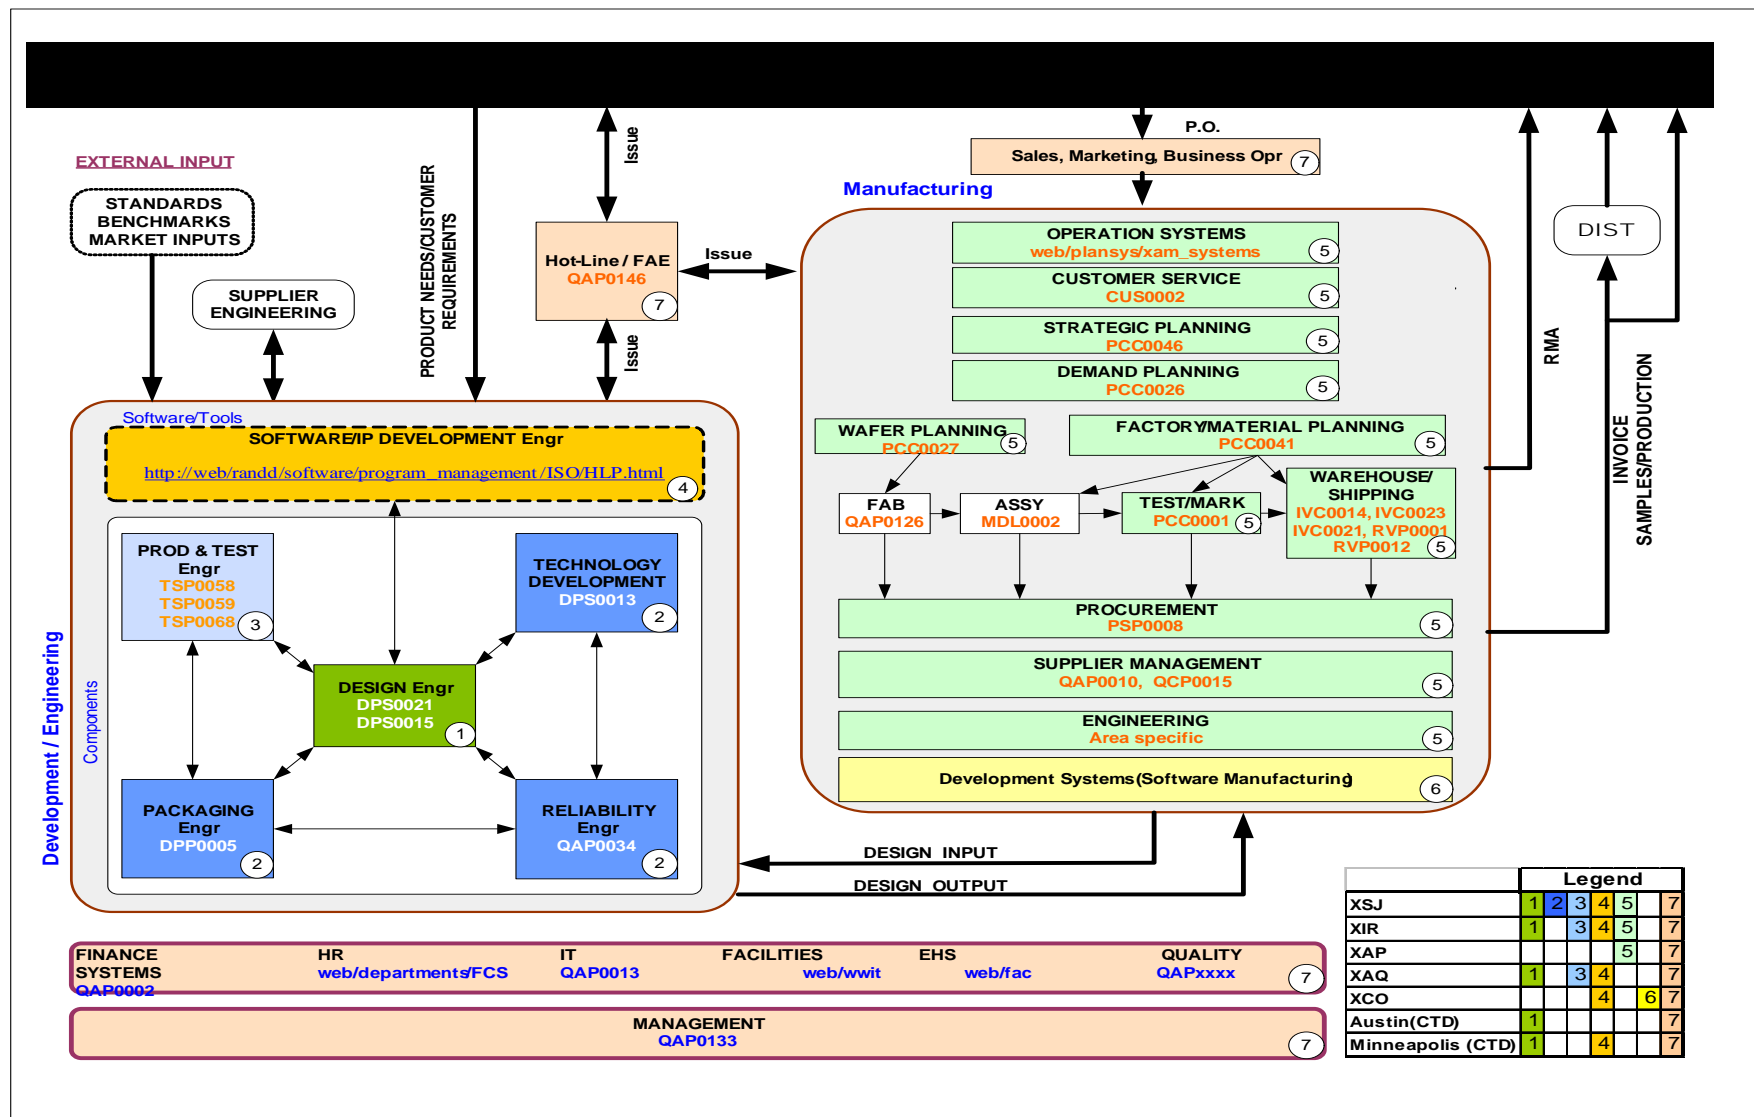 P.O.
Sales, Marketing, Business Opr
7
EXTERNAL INPUT
STANDARDS
BENCHMARKS
MARKET INPUTS
SUPPLIER
ENGINEERING
PRODUCT NEEDS/CUSTOMER
REQUIREMENTS
Issue
Hot-Line / FAE
QAP0146
7
Issue
Issue
Manufacturing
OPERATION SYSTEMS
web/plansys/xam_systems
5
CUSTOMER SERVICE
CUS0002
5
STRATEGIC PLANNING
PCC0046
5
DEMAND PLANNING
PCC0026
5
WAFER PLANNING
PCC0027
5
FACTORY/MATERIAL PLANNING
PCC0041
5
FAB
QAP0126
ASSY
MDL0002
TEST/MARK
PCC0001
5
WAREHOUSE/
SHIPPING
IVC0014, IVC0023
IVC0021, RVP0001
RVP0012
5
PROCUREMENT
PSP0008
5
SUPPLIER MANAGEMENT
QAP0010, QCP0015
5
ENGINEERING
Area specific
5
Development Systems(Software Manufacturing)
6
DIST
RMA
INVOICE
SAMPLES/PRODUCTION
Development / Engineering
Software/Tools
SOFTWARE/IP DEVELOPMENT Engr
http://web/randd/software/program_management/ISO/HLP.html
4
Components
PROD & TEST
Engr
TSP0058
TSP0059
TSP0068
3
TECHNOLOGY
DEVELOPMENT
DPS0013
2
DESIGN Engr
DPS0021
DPS0015
1
PACKAGING
Engr
DPP0005
2
RELIABILITY
Engr
QAP0034
2
DESIGN INPUT
DESIGN OUTPUT
FINANCE HR IT FACILITIES EHS QUALITY
SYSTEMS web/departments/FCS QAP0013 web/wwit web/fac QAPxxxx
QAP0002
7
MANAGEMENT
QAP0133
7
Legend
XSJ 1 2 3 4 5 7
XIR 1 3 4 5 7
XAP 5 7
XAQ 1 3 4 7
XCO 4 6 7
Austin(CTD) 1 7
Minneapolis (CTD) 1 4 7